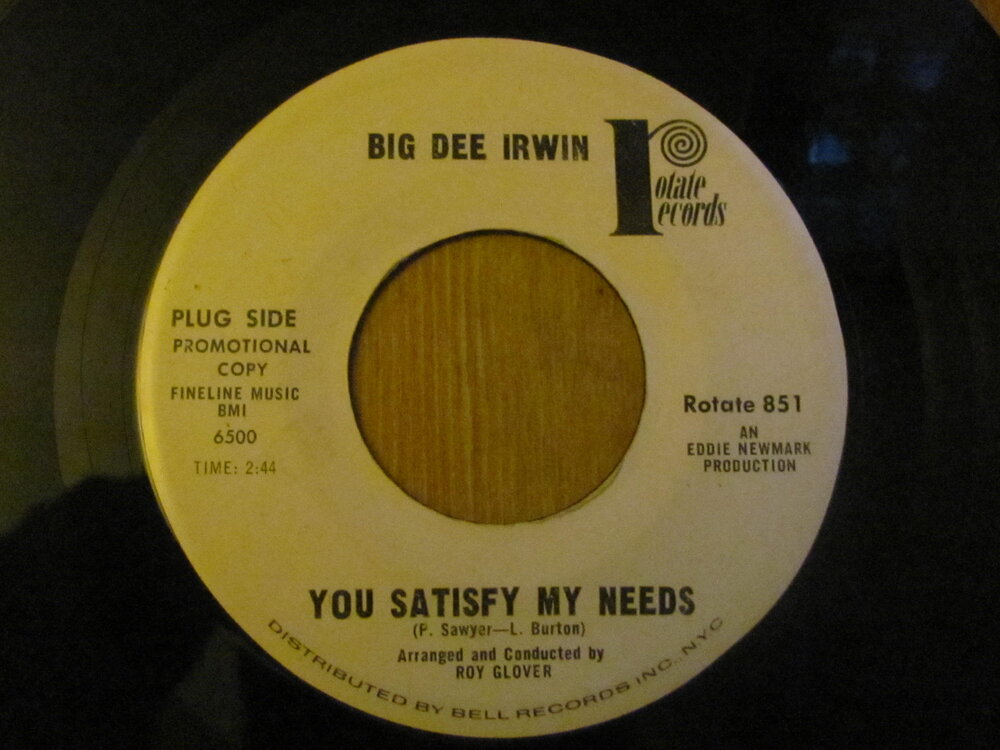 BIG DEE IRWIN
rotate
records
PLUG SIDE
PROMOTIONAL
COPY
FINELINE MUSIC
BMI
6500
TIME: 2:44
Rotate 851
AN
EDDIE NEWMARK
PRODUCTION
YOU SATISFY MY NEEDS
(P. Sawyer—L. Burton)
Arranged and Conducted by
ROY GLOVER
DISTRIBUTED BY BELL RECORDS INC., NYC